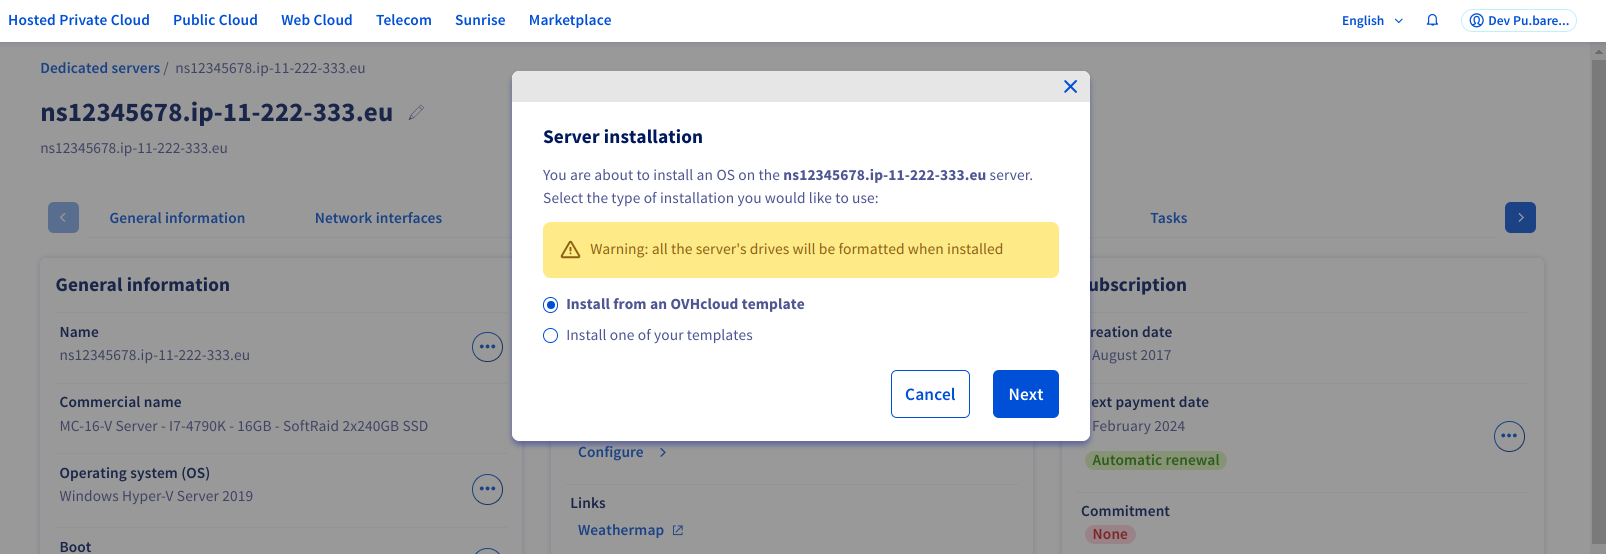 Hosted Private Cloud Public Cloud Web Cloud Telecom Sunrise Marketplace English Dev Pu.bare...
Dedicated servers / ns12345678.ip-11-222-333.eu
ns12345678.ip-11-222-333.eu
ns12345678.ip-11-222-333.eu
General information Network interfaces Tasks
Server installation
You are about to install an OS on the ns12345678.ip-11-222-333.eu server.
Select the type of installation you would like to use:
Warning: all the server's drives will be formatted when installed
Install from an OVHcloud template
Install one of your templates
Cancel Next
General information
Name
ns12345678.ip-11-222-333.eu
Commercial name
MC-16-V Server - I7-4790K - 16GB - SoftRaid 2x240GB SSD
Operating system (OS)
Windows Hyper-V Server 2019
Boot
Configure
Links
Weathermap
ubscription
reation date
August 2017
ext payment date
February 2024
Automatic renewal
Commitment
None